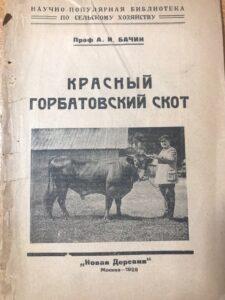 НАУЧНО ПОПУЛЯРНАЯ БИБЛИОТЕКА
ПО СЕЛЬСКОМУ ХОЗЯЙСТВУ
Проф А. И. БАЧИН
КРАСНЫЙ
ГОРБАТОВСКИЙ СКОТ
„Новая Деревня"
Москва—1928